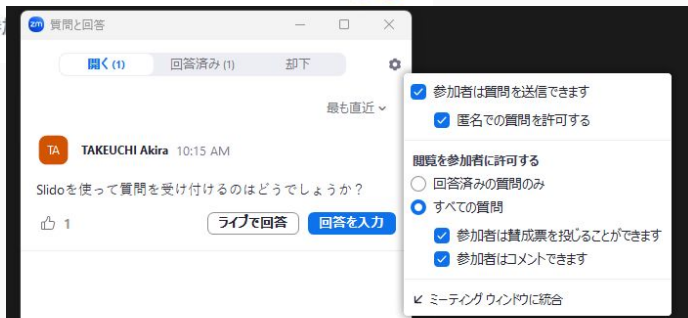 zm 質問と回答
開く (1) 回答済み (1) 却下
最も直近
TA TAKEUCHI Akira 10:15 AM
Slidoを使って質問を受け付けるのはどうでしょうか？
1 ライブで回答 回答を入力
参加者は質問を送信できます
匿名での質問を許可する
閲覧を参加者に許可する
回答済みの質問のみ
すべての質問
参加者は賛成票を投じることができます
参加者はコメントできます
ミーティング ウィンドウに統合